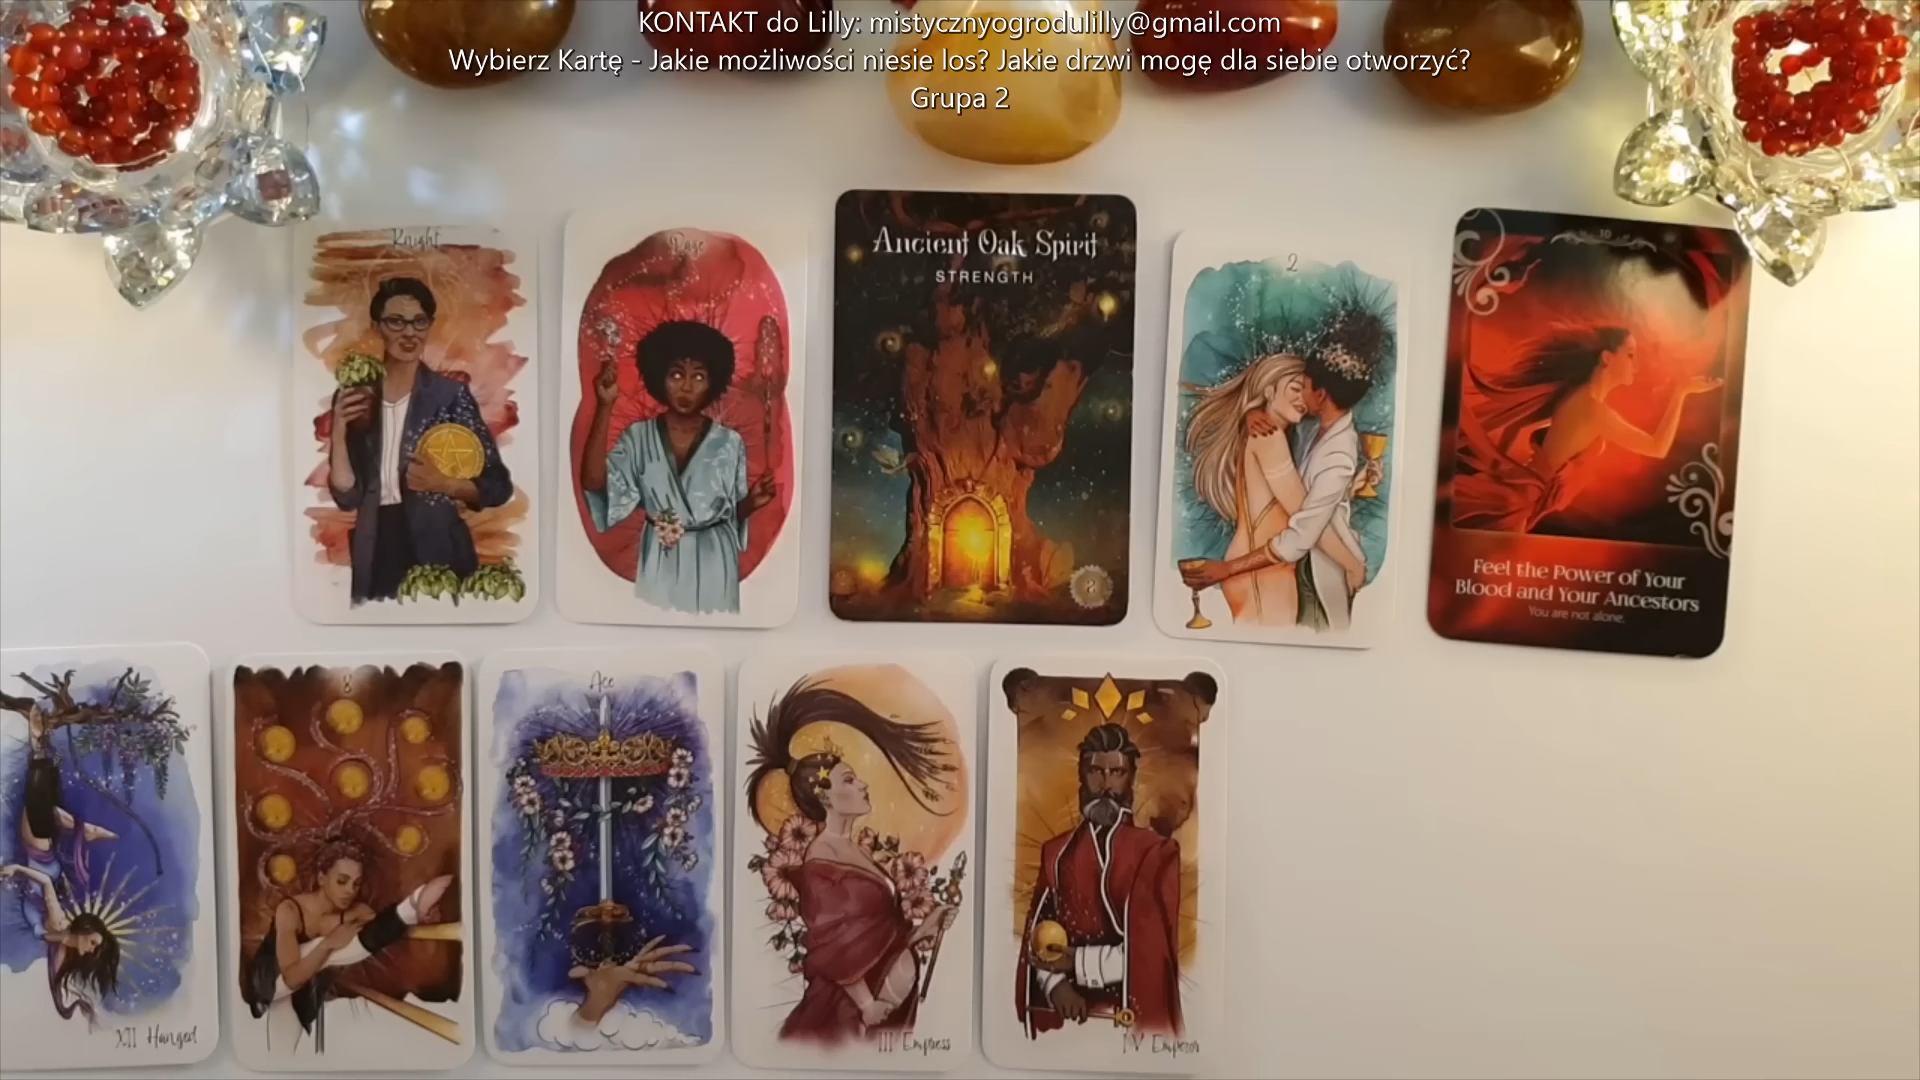 KONTAKT do Lilly: mistycznyogrodulilly@gmail.com
Wybierz Kartę - Jakie możliwości niesie los? Jakie drzwi mogę dla siebie otworzyć?
Grupa 2
Knight
Page
Ancient Oak Spirit
STRENGTH
2
10
Feel the Power of Your
Blood and Your Ancestors
You are not alone.
XII Hanged
8
Ace
III Empress
IV Emperor